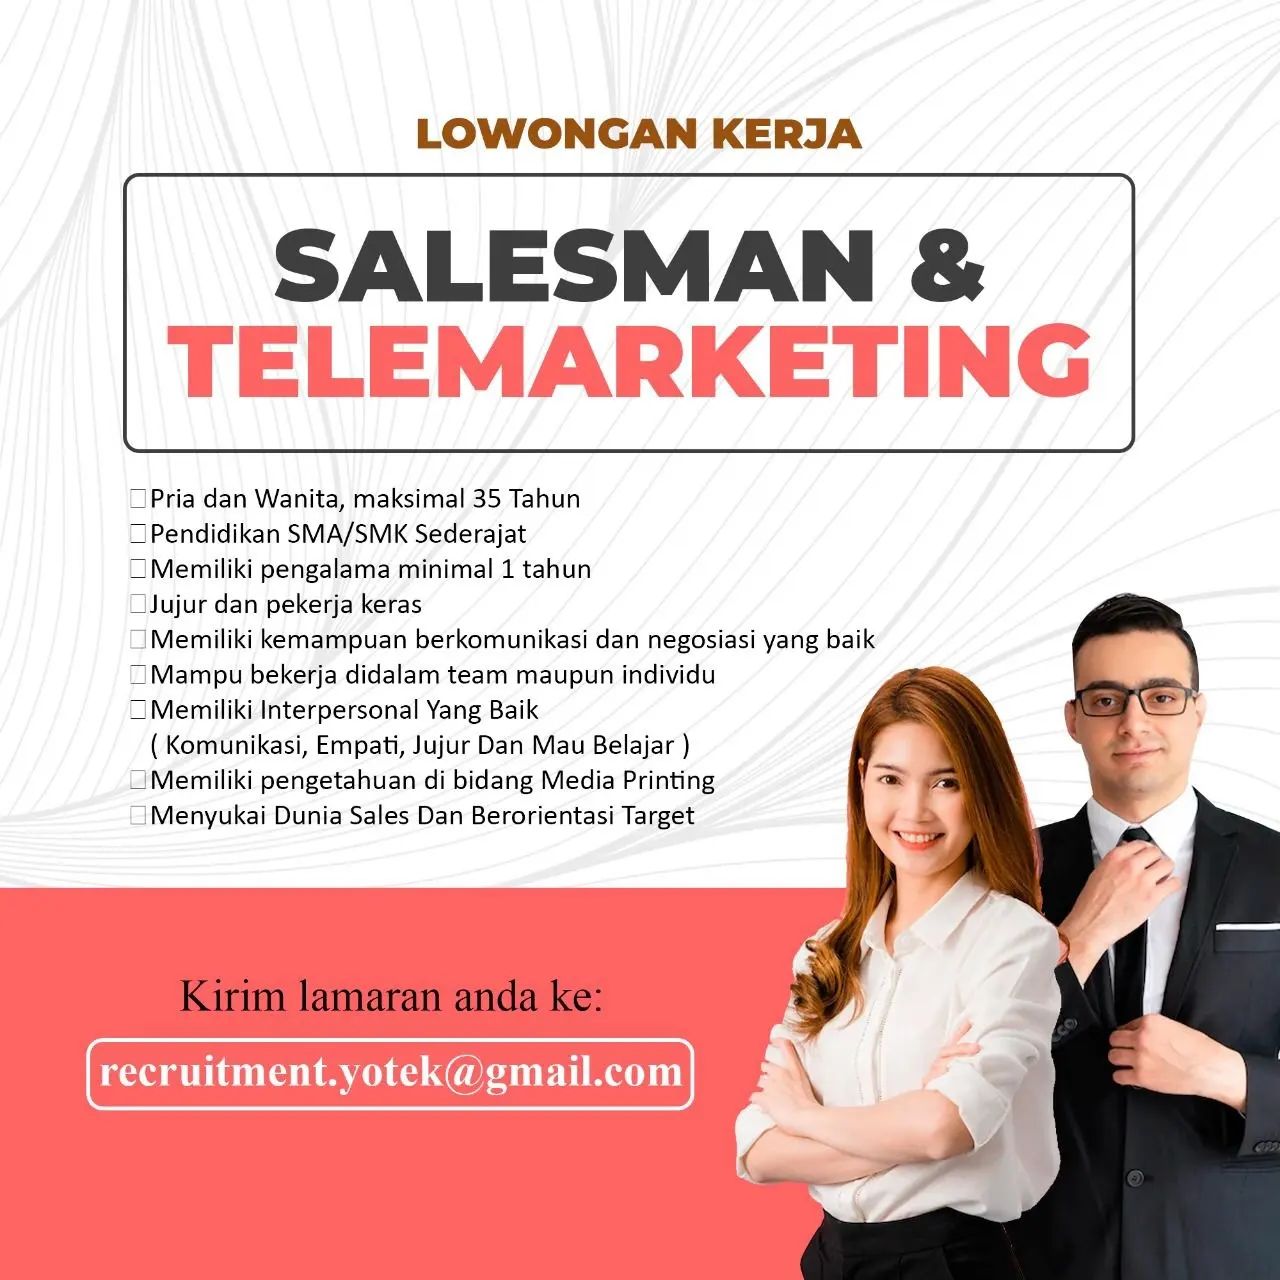 LOWONGAN KERJA
SALESMAN &
TELEMARKETING
□Pria dan Wanita, maksimal 35 Tahun
□Pendidikan SMA/SMK Sederajat
□Memiliki pengalama minimal 1 tahun
□Jujur dan pekerja keras
□Memiliki kemampuan berkomunikasi dan negosiasi yang baik
□Mampu bekerja didalam team maupun individu
□Memiliki Interpersonal Yang Baik
( Komunikasi, Empati, Jujur Dan Mau Belajar )
□Memiliki pengetahuan di bidang Media Printing
□Menyukai Dunia Sales Dan Berorientasi Target
Kirim lamaran anda ke:
recruitment.yotek@gmail.com